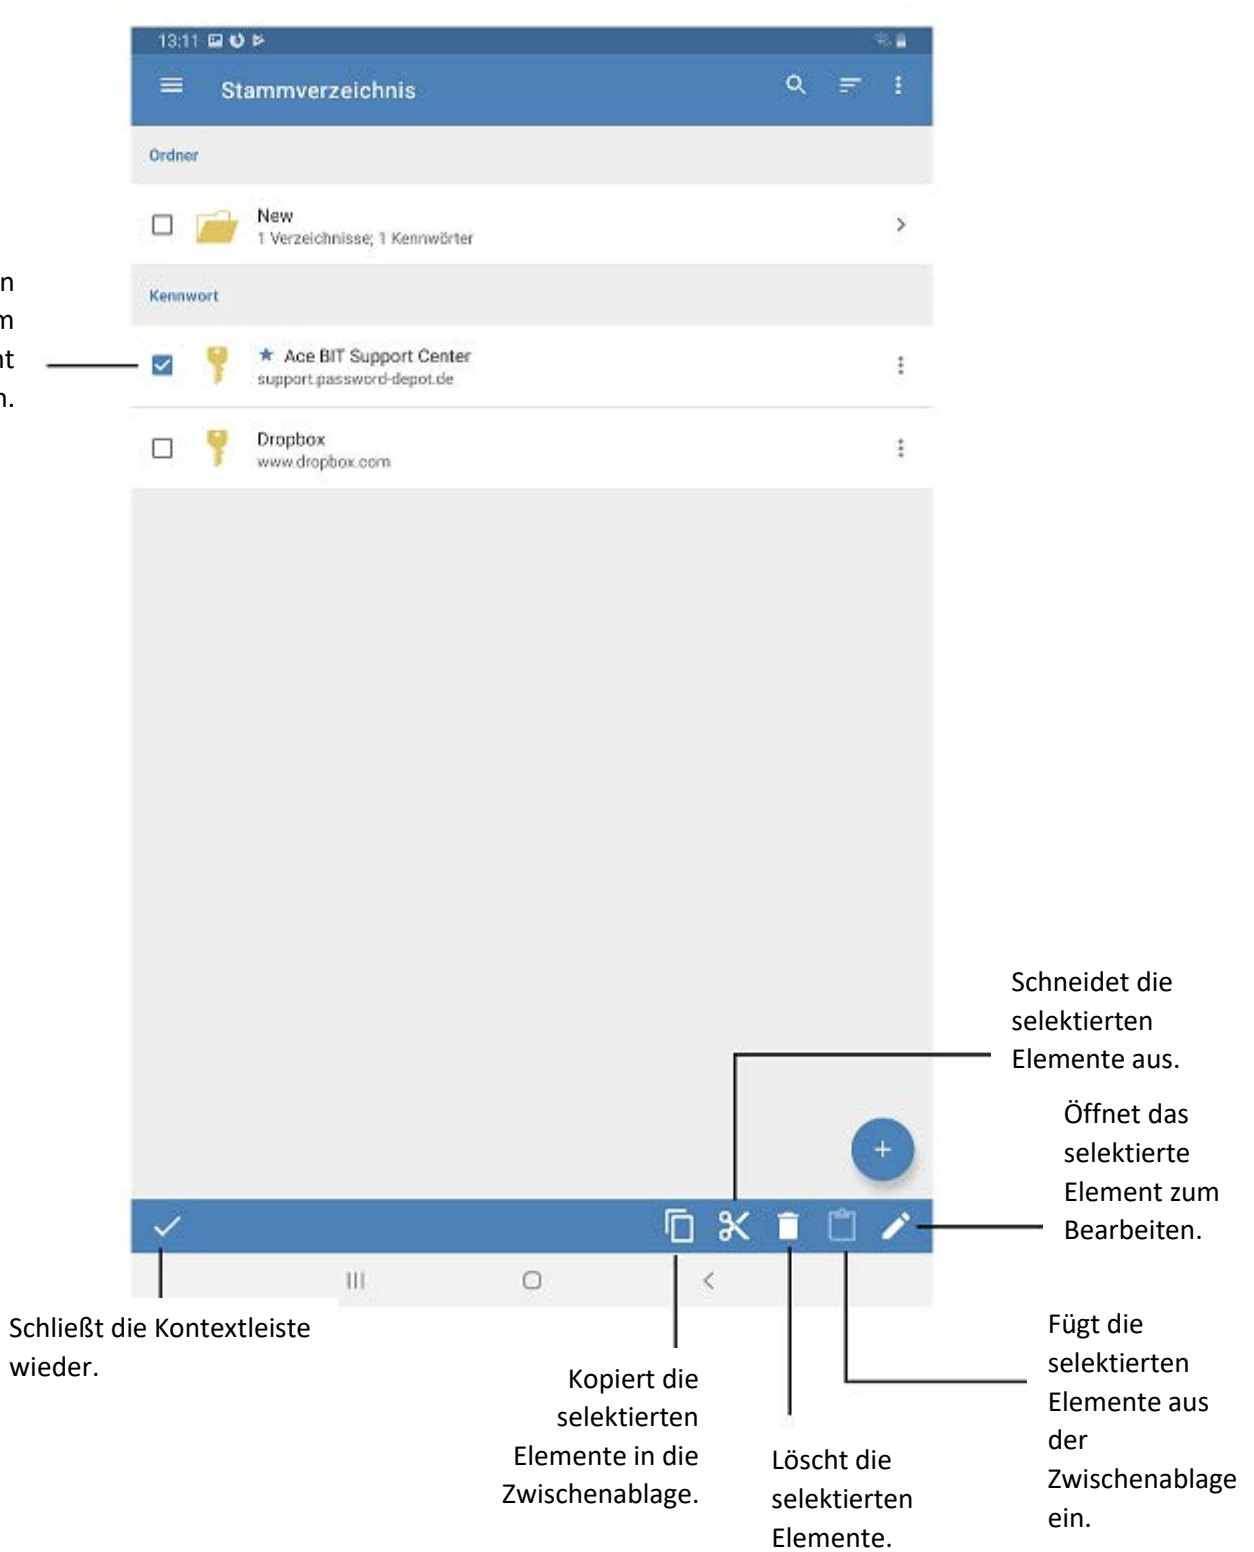 13:11
Stammverzeichnis
Ordner
New
1 Verzeichnisse; 1 Kennwörter
Kennwort
Ace BIT Support Center
support.password-depot.de
Dropbox
www.dropbox.com
Schneidet die
selektierten
Elemente aus.
Öffnet das
selektierte
Element zum
Bearbeiten.
Schließt die Kontextleiste
wieder.
Kopiert die
selektierten
Elemente in die
Zwischenablage.
Löscht die
selektierten
Elemente.
Fügt die
selektierten
Elemente aus
der
Zwischenablage
ein.